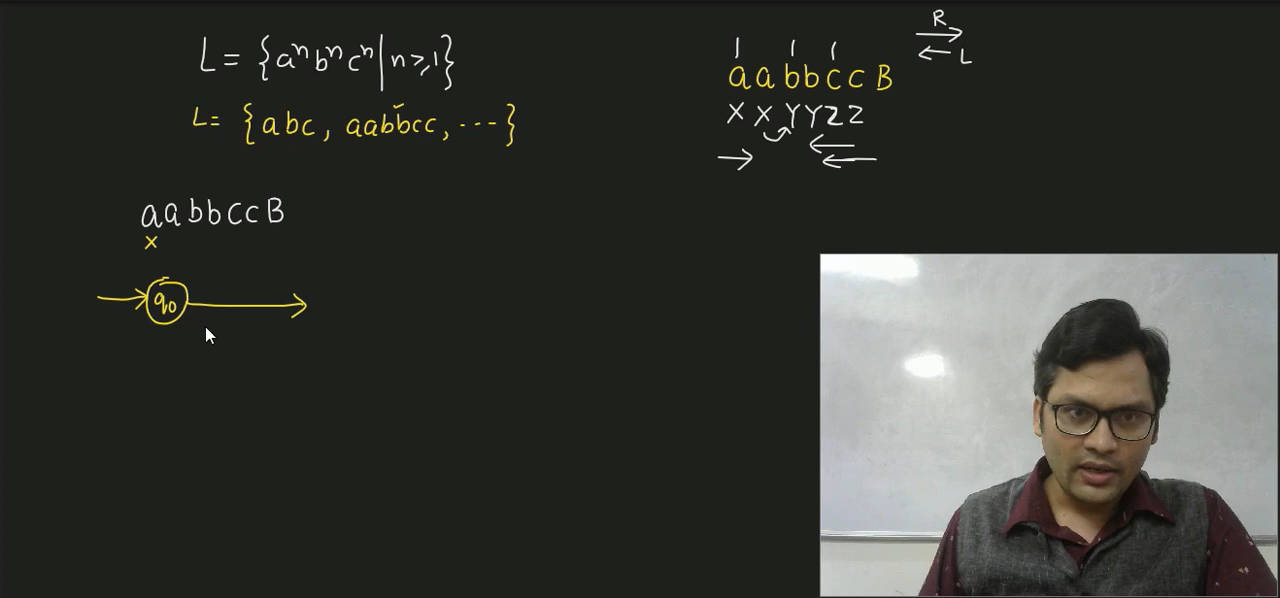 L = {aⁿbⁿcⁿ | n ≥ 1}
L = {abc, aabbcc, ---}
aabbccB
x
q₀
R
L
aabbccB
XXYYZZ